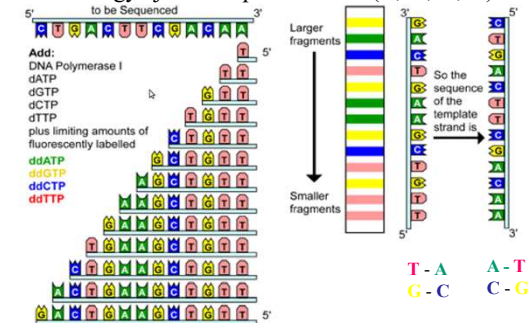 to be Sequenced
5' 3'
C T G A C T T C G A C A A
Add:
DNA Polymerase I
dATP
dGTP
dCTP
dTTP
plus limiting amounts of
fluorescently labelled
ddATP
ddGTP
ddCTP
ddTTP
T 5'
T T
G T T
T G T T
C T G T T
G C T G T T
A G C T G T T
A A G C T G T T
G A A G C T G T T
T G A A G C T G T T
C T G A A G C T G T T
A C T G A A G C T G T T
G A C T G A A G C T G T T 5'
Larger
fragments
Smaller
fragments
3'
G
A
C
T
G
A
A
G
C
T
G
T
T
5'
So the
sequence
of the
template
strand is
5'
C
T
G
A
C
T
T
C
G
A
C
A
A
3'
T - A A - T
G - C C - G